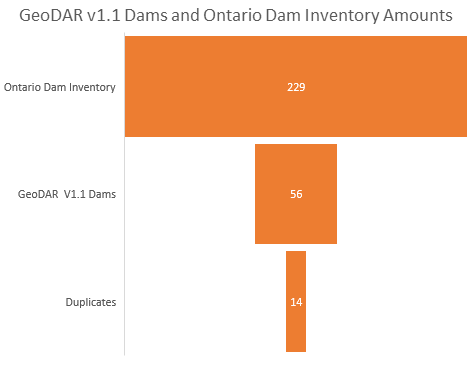 GeoDAR v1.1 Dams and Ontario Dam Inventory Amounts
Ontario Dam Inventory
229
GeoDAR V1.1 Dams
56
Duplicates
14